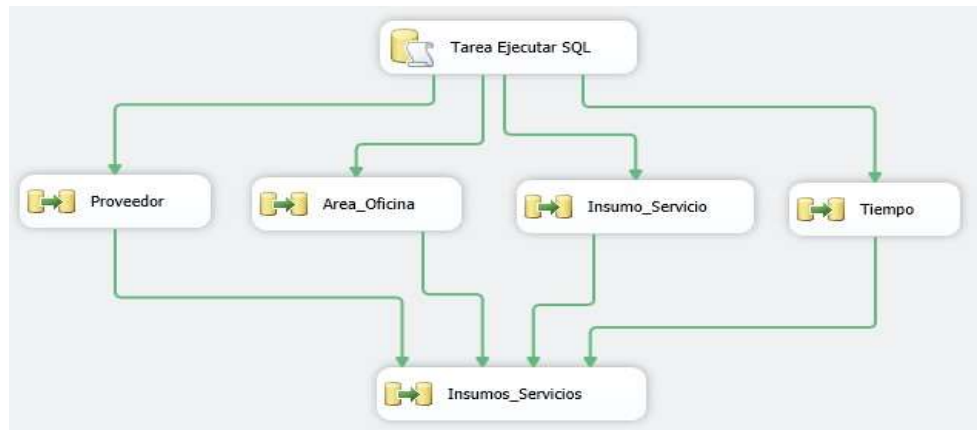 Tarea Ejecutar SQL
Proveedor
Area_Oficina
Insumo_Servicio
Tiempo
Insumos_Servicios